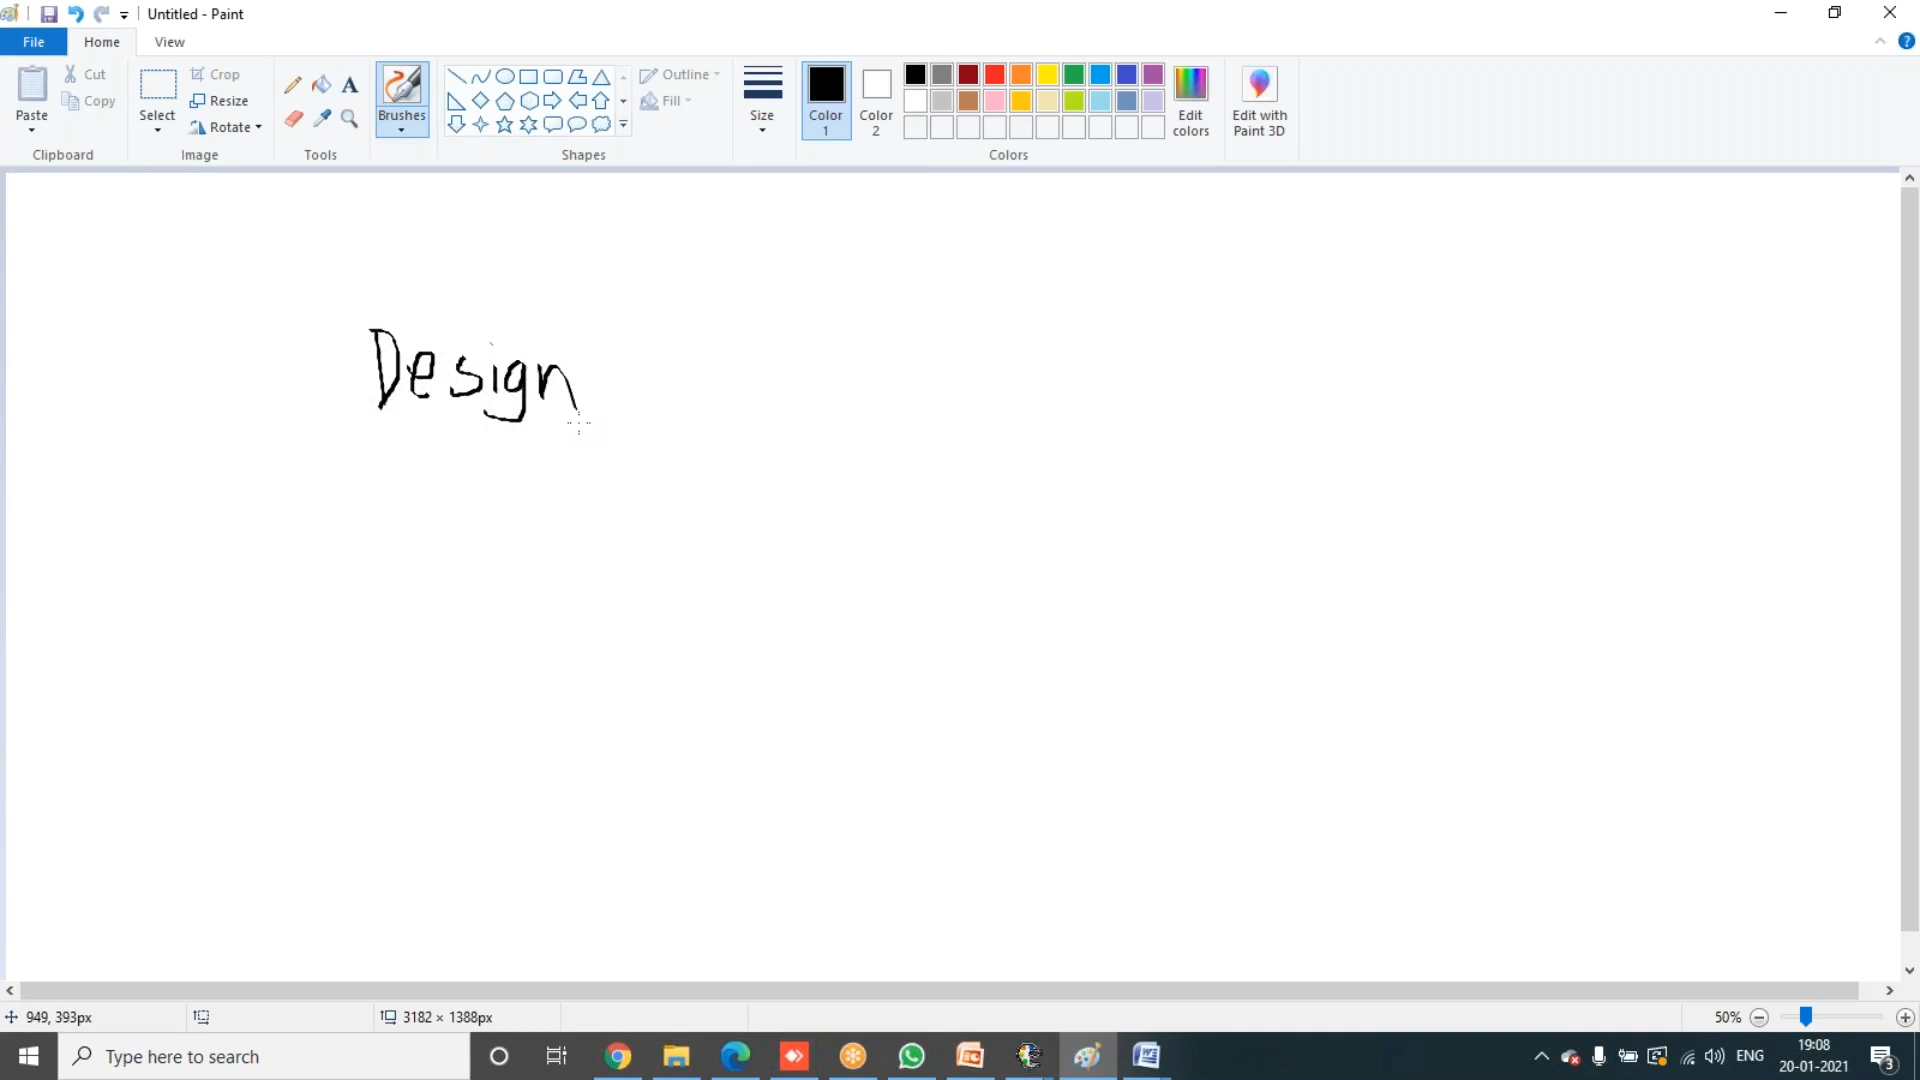 Untitled - Paint
File Home View
Paste
Cut
Copy
Clipboard
Select
Crop
Resize
Rotate
Image
Tools
Brushes
Shapes
Outline
Fill
Size
Color 1
Color 2
Colors
Edit colors
Edit with Paint 3D
Design
949, 393px
3182 × 1388px
50%
Type here to search
ENG
19:08
20-01-2021
3